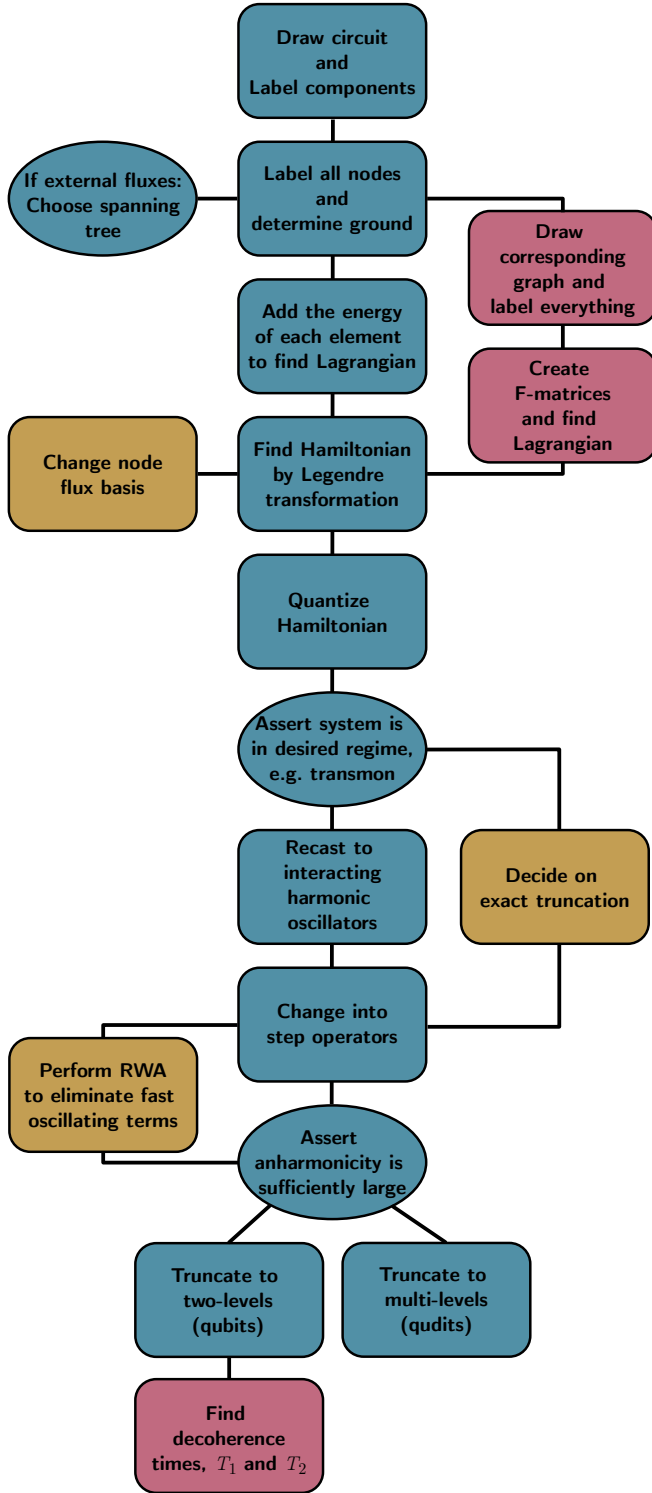 Draw circuit
and
Label components
If external fluxes:
Choose spanning
tree
Label all nodes
and
determine ground
Draw
corresponding
graph and
label everything
Add the energy
of each element
to find Lagrangian
Create
F-matrices
and find
Lagrangian
Change node
flux basis
Find Hamiltonian
by Legendre
transformation
Quantize
Hamiltonian
Assert system is
in desired regime,
e.g. transmon
Recast to
interacting
harmonic
oscillators
Decide on
exact truncation
Change into
step operators
Perform RWA
to eliminate fast
oscillating terms
Assert
anharmonicity is
sufficiently large
Truncate to
two-levels
(qubits)
Truncate to
multi-levels
(qudits)
Find
decoherence
times, T₁ and T₂